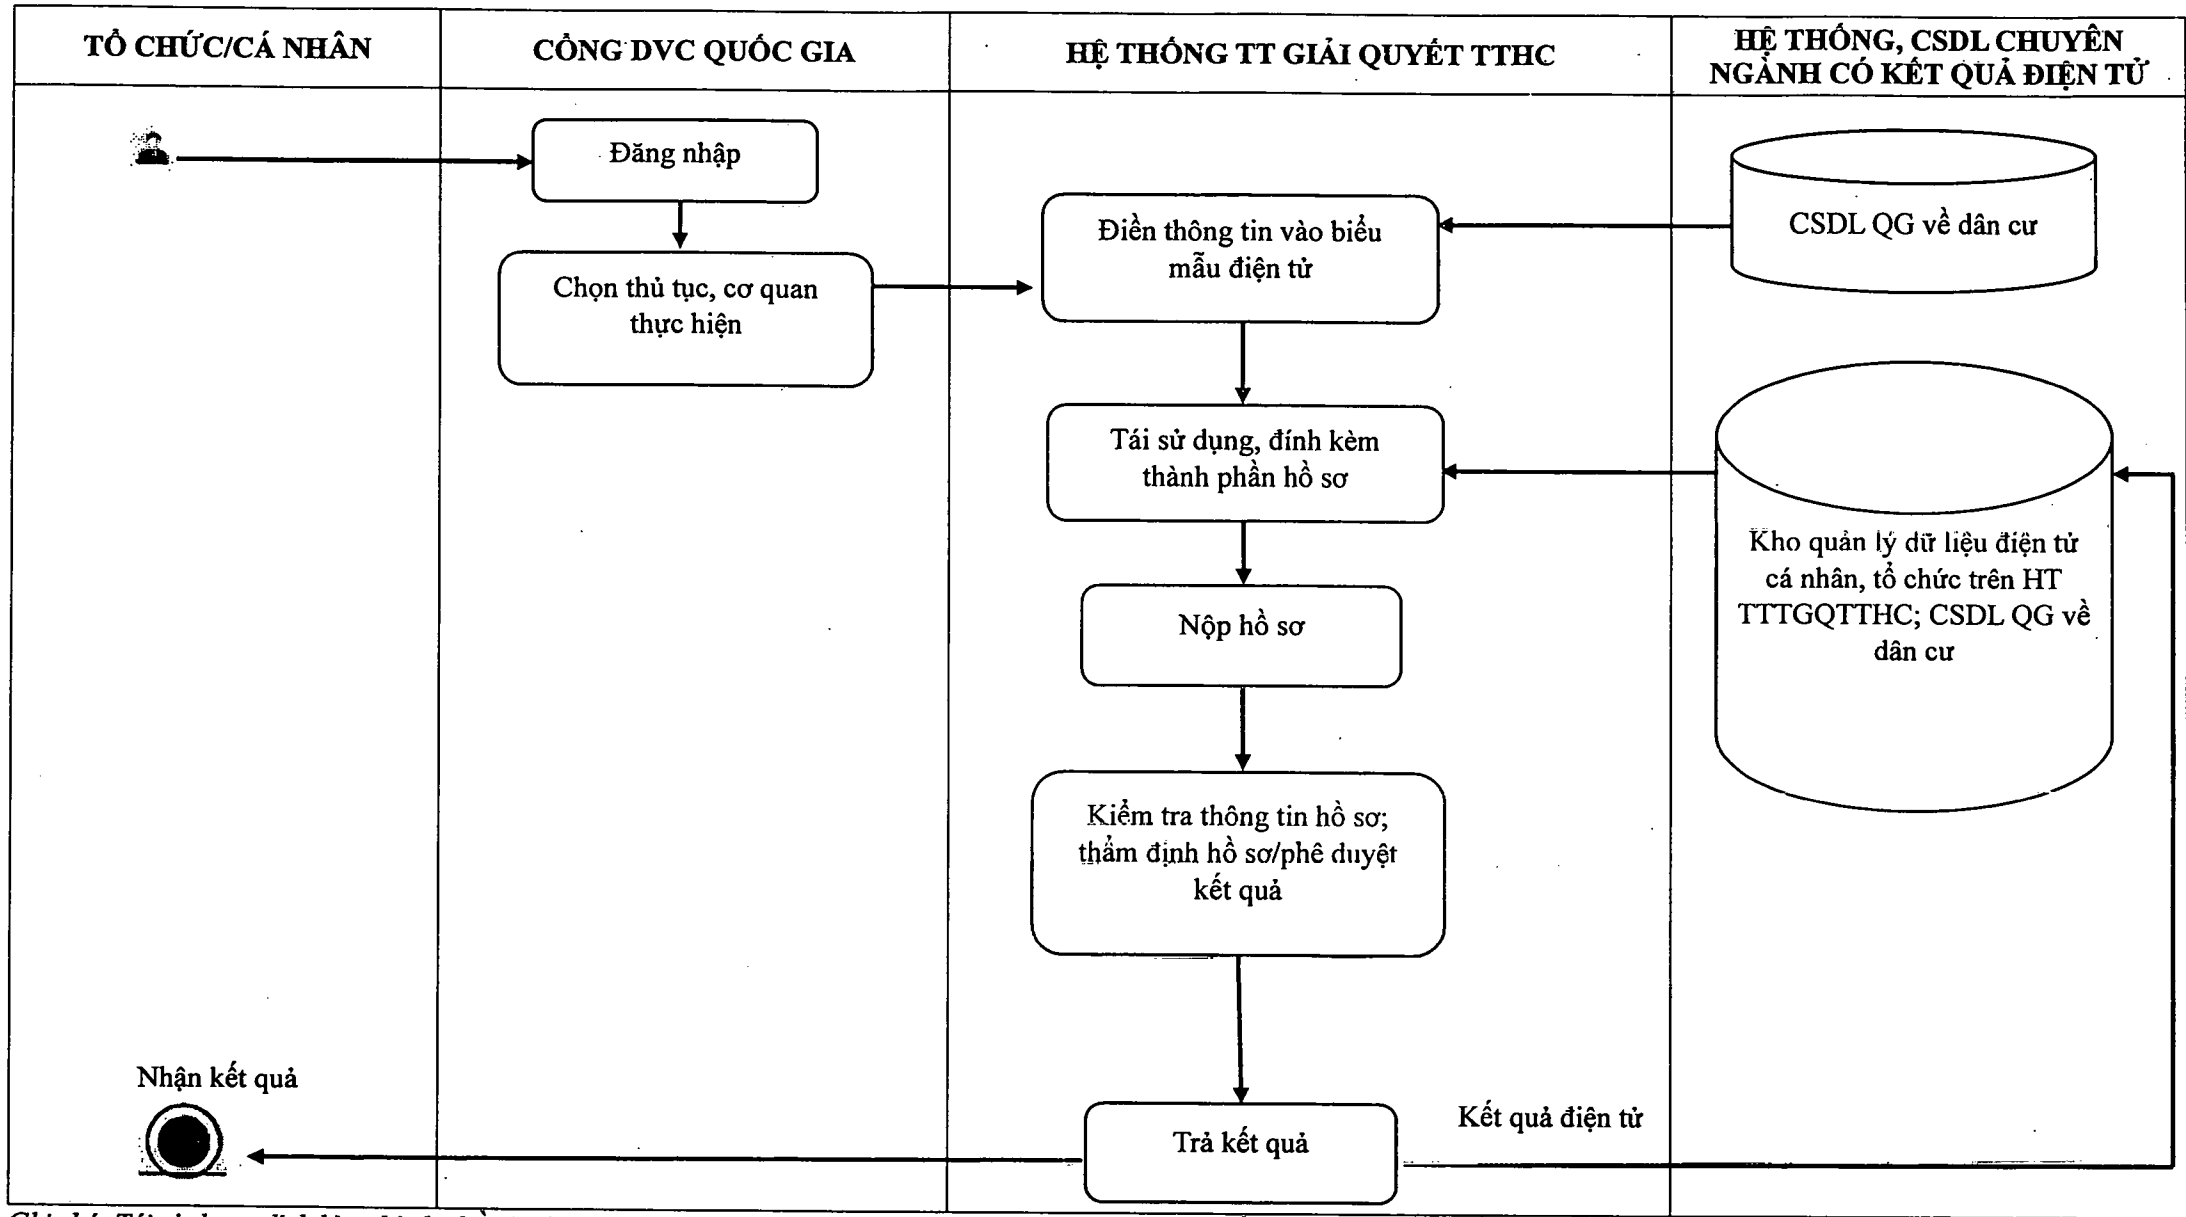 TỔ CHỨC/CÁ NHÂN
CỔNG DVC QUỐC GIA
HỆ THỐNG TT GIẢI QUYẾT TTHC
HỆ THỐNG, CSDL CHUYÊN
NGÀNH CÓ KẾT QUẢ ĐIỆN TỬ
Đăng nhập
Chọn thủ tục, cơ quan
thực hiện
Điền thông tin vào biểu
mẫu điện tử
CSDL QG về dân cư
Tái sử dụng, đính kèm
thành phần hồ sơ
Kho quản lý dữ liệu điện tử
cá nhân, tổ chức trên HT
TTTGQTTHC; CSDL QG về
dân cư
Nộp hồ sơ
Kiểm tra thông tin hồ sơ;
thẩm định hồ sơ/phê duyệt
kết quả
Nhận kết quả
Trả kết quả
Kết quả điện tử